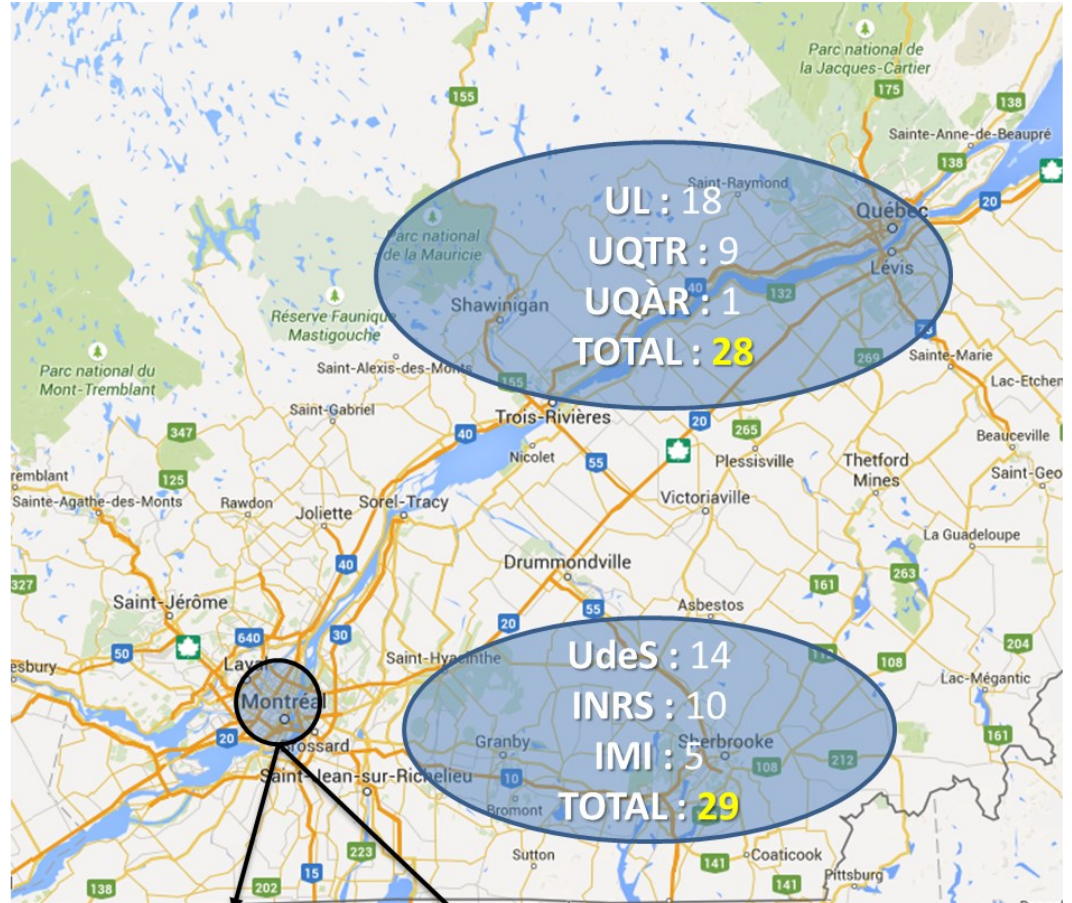 Parc national de
la Jacques-Cartier
155
175
138
Sainte-Anne-de-Beaupré
138
20
UL : 18
Saint-Raymond
Québec
Parc national
de la Mauricie
UQTR : 9
Lévis
40
132
UQÀR : 1
Shawinigan
Réserve Faunique
Mastigouche
73
TOTAL : 28
269
Sainte-Marie
Parc national du
Mont-Tremblant
Saint-Alexis-des-Monts
155
Lac-Etchem
Saint-Gabriel
Trois-Rivières
20
265
347
40
Beauceville
Nicolet
55
Plessisville
Thetford
Mines
Saint-Geo
remblant
125
Sainte-Agathe-des-Monts
Rawdon
Joliette
Sorel-Tracy
Victoriaville
La Guadeloupe
Drummondville
40
327
161
263
Saint-Jérôme
55
Asbestos
20
640
30
204
50
esbury
Laval
Saint-Hyacinthe
UdeS : 14
112
108
Lac-Mégantic
Montréal
INRS : 10
20
Brossard
Granby
Sherbrooke
161
IMI : 5
108
212
Saint-Jean-sur-Richelieu
10
Bromont
TOTAL : 29
223
Sutton
141
Coaticook
15
138
202
141
Pittsburg